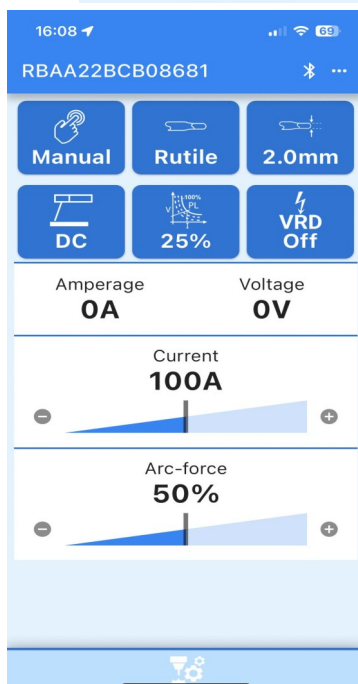 16:08
69
RBAA22BCB08681
Manual
Rutile
2.0mm
DC
V
100%
PL
25%
VRD
Off
Amperage
Voltage
0A
0V
Current
100A
Arc-force
50%